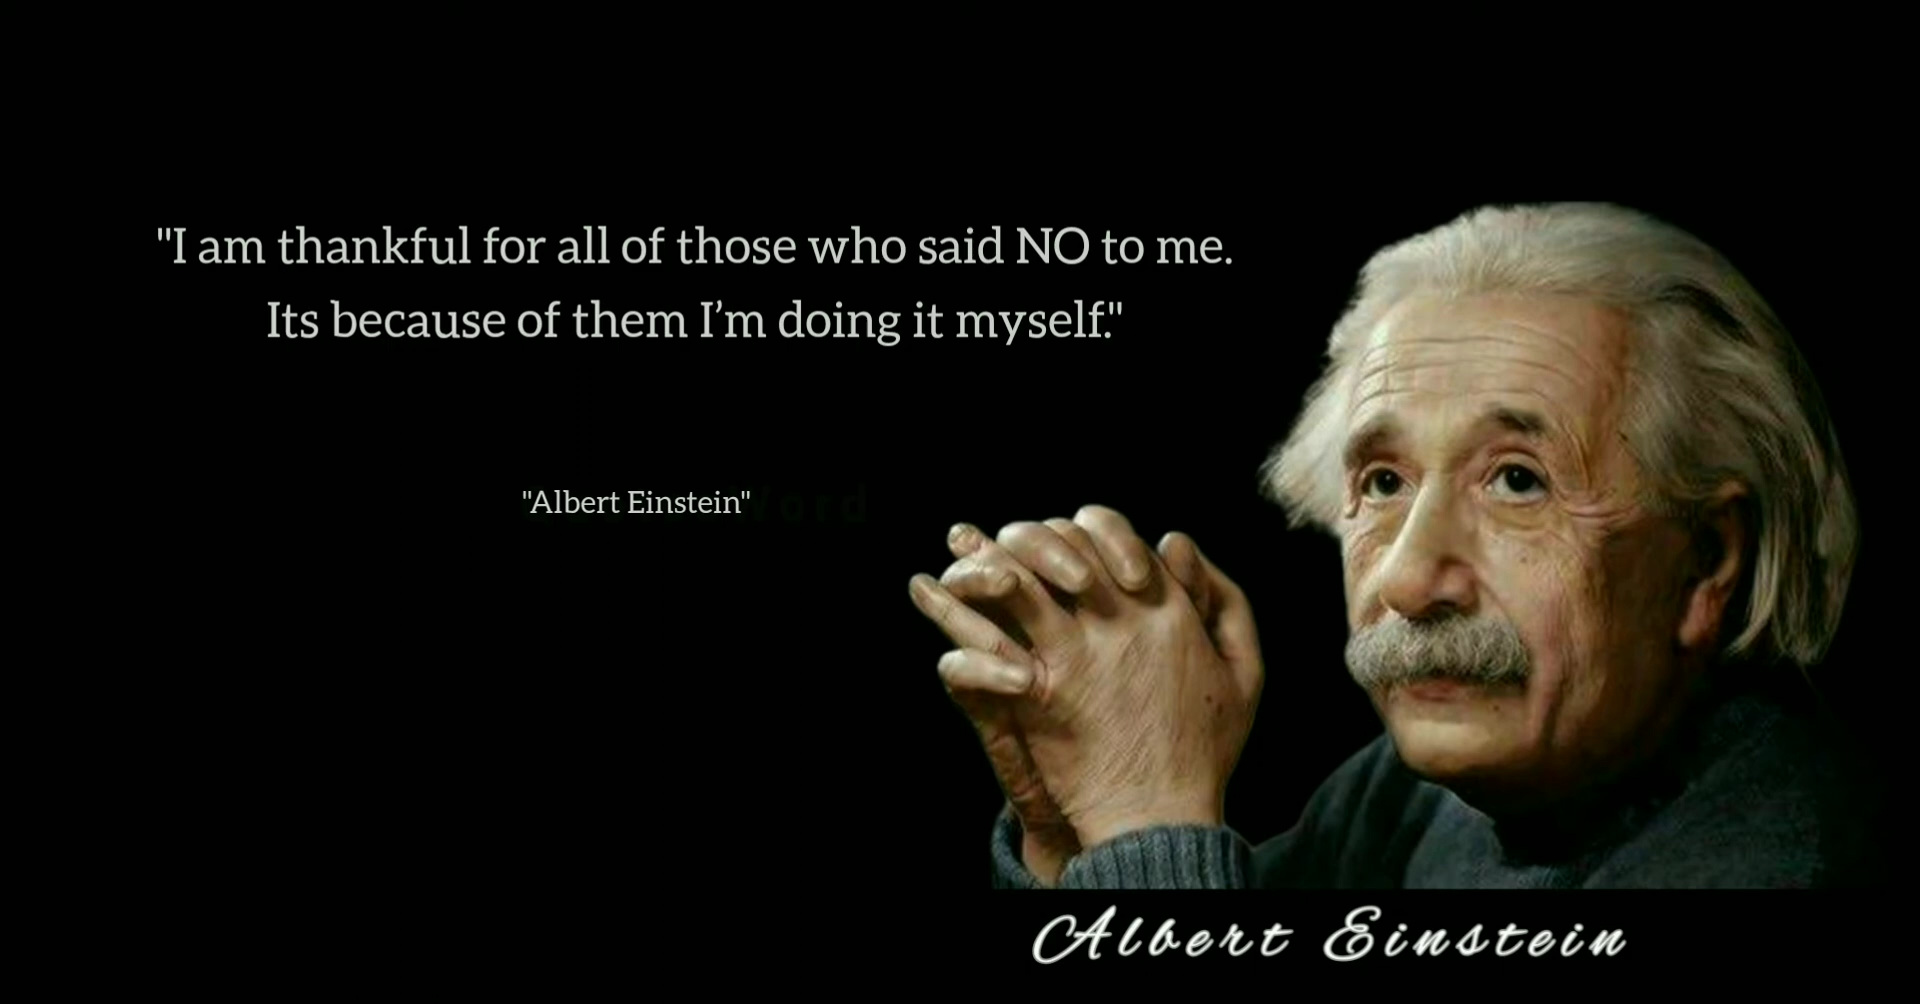 "I am thankful for all of those who said NO to me.
Its because of them I’m doing it myself."
"Albert Einstein"
Albert Einstein